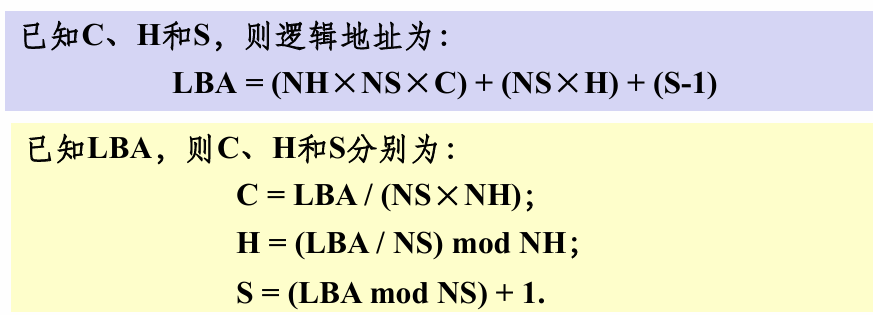 已知C、H和S，则逻辑地址为：
LBA = (NH×NS×C) + (NS×H) + (S-1)
已知LBA，则C、H和S分别为：
C = LBA / (NS×NH)；
H = (LBA / NS) mod NH；
S = (LBA mod NS) + 1.